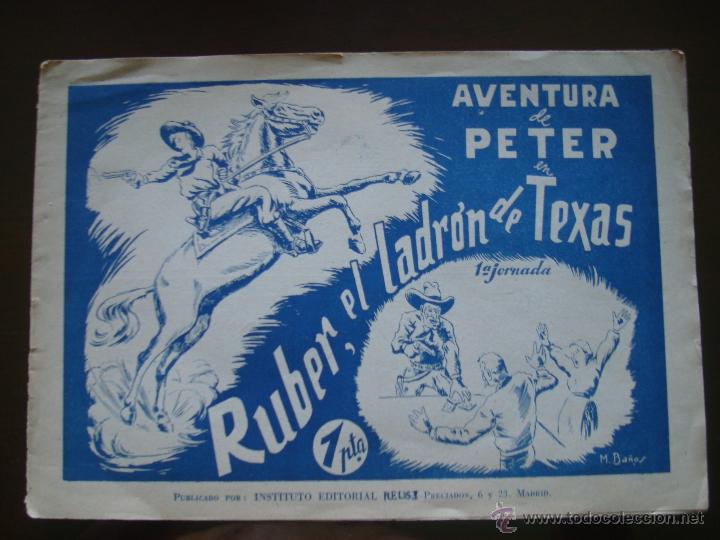 AVENTURA
de
PETER
en
Ruber, el ladrón de Texas
1ª jornada
1 pta
M. Baños
PUBLICADO POR: INSTITUTO EDITORIAL REUS: PRECIADOS, 6 y 23. MADRID.
© www.todocoleccion.net